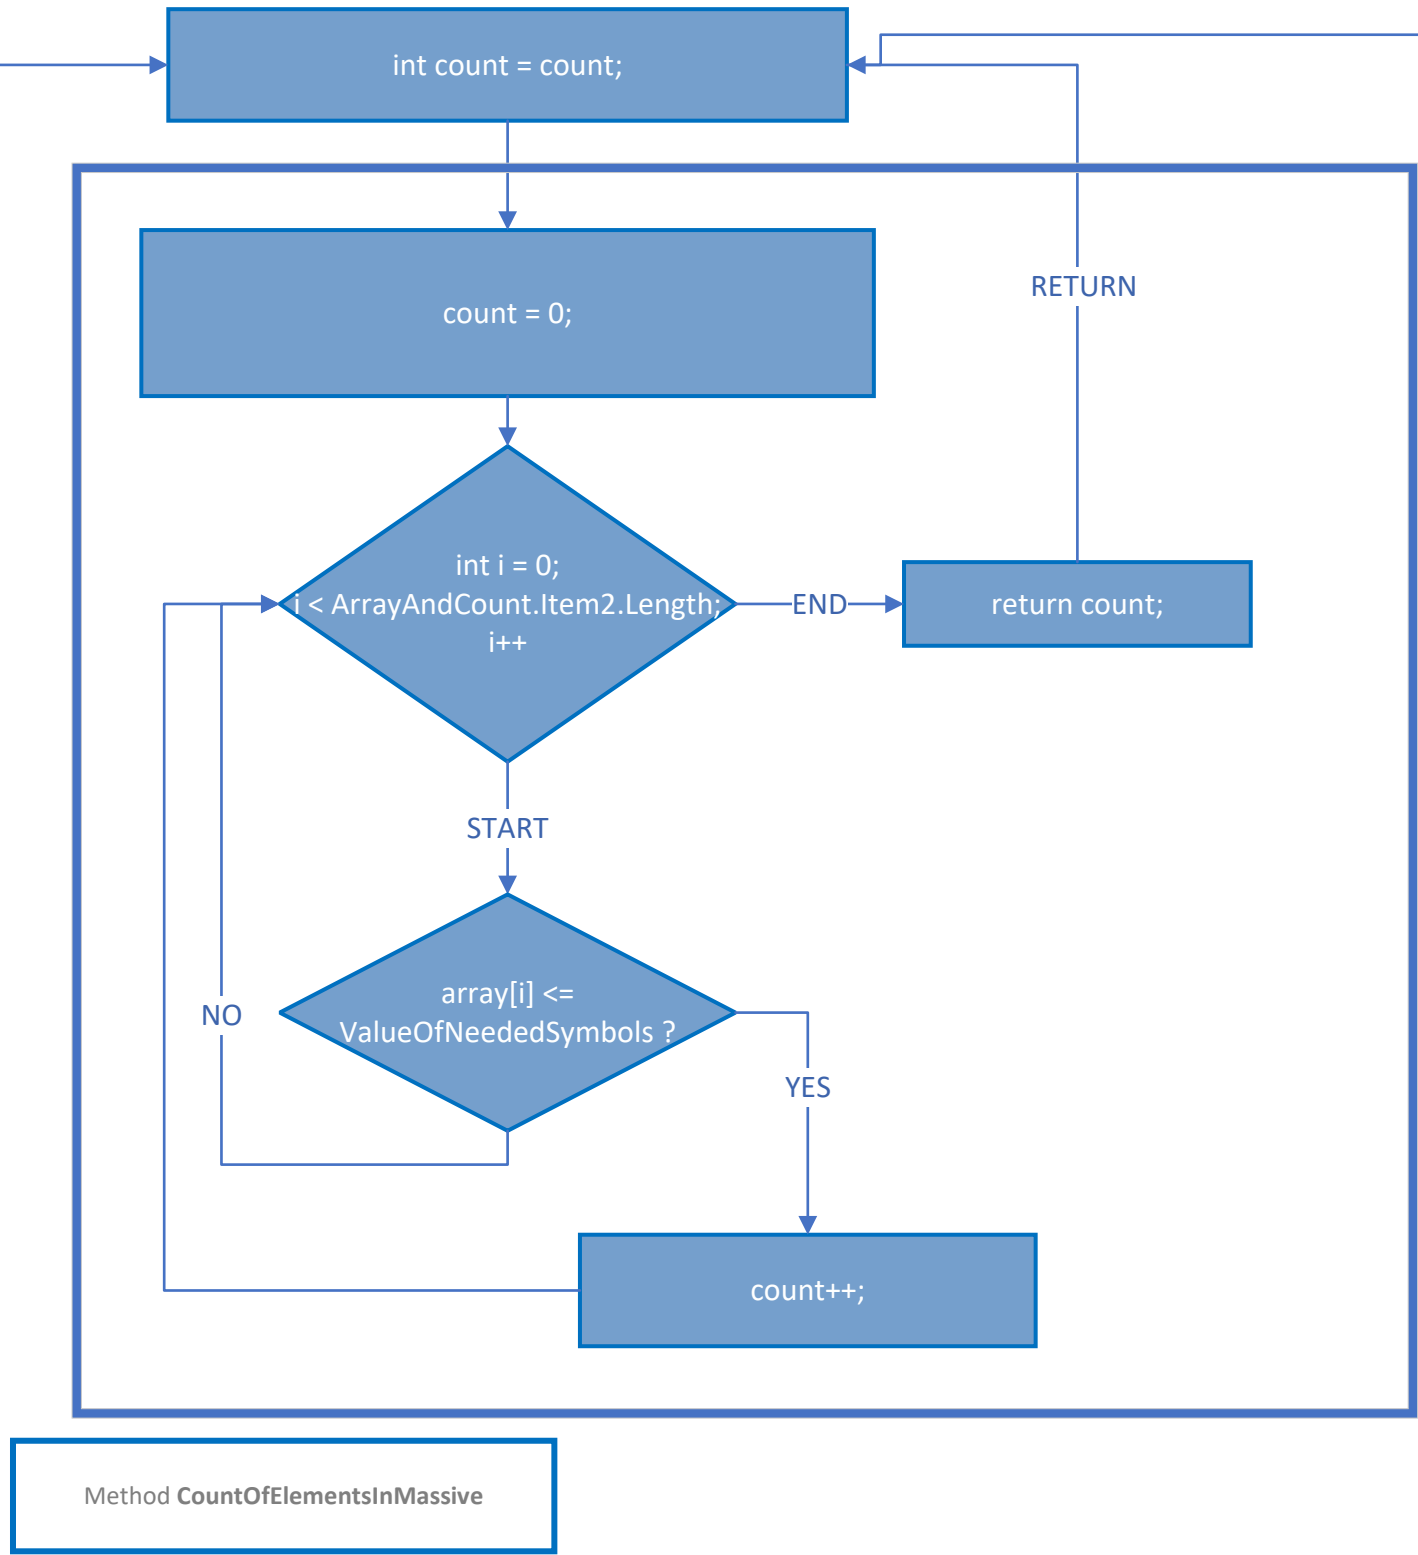 int count = count;
RETURN
count = 0;
int i = 0;
i < ArrayAndCount.Item2.Length;
i++
END
return count;
START
array[i] <=
ValueOfNeededSymbols ?
NO
YES
count++;
Method CountOfElementsInMassive